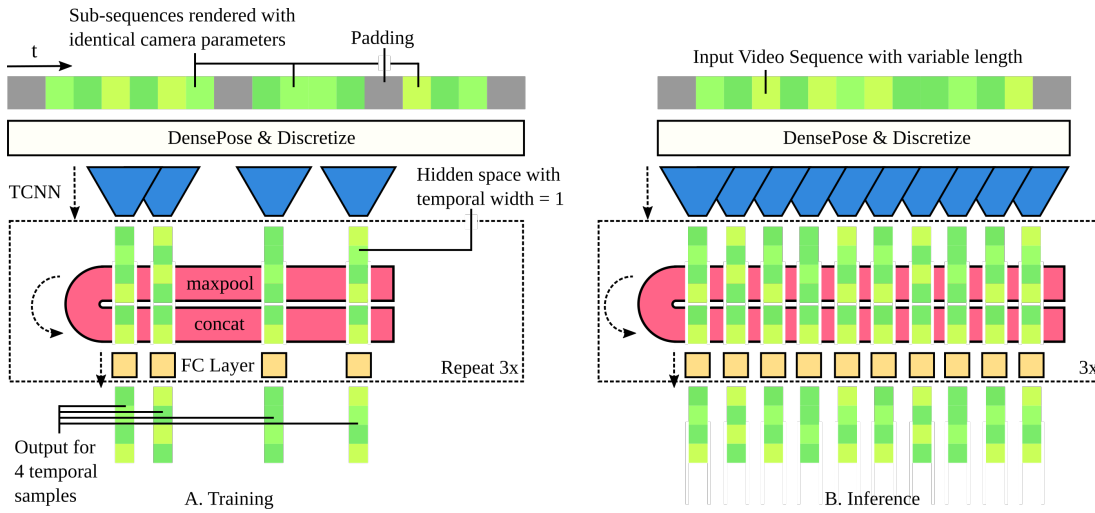 Sub-sequences rendered with
identical camera parameters
Padding
t
DensePose & Discretize
TCNN
Hidden space with
temporal width = 1
maxpool
concat
FC Layer
Repeat 3x
Output for
4 temporal
samples
A. Training
Input Video Sequence with variable length
DensePose & Discretize
3x
B. Inference